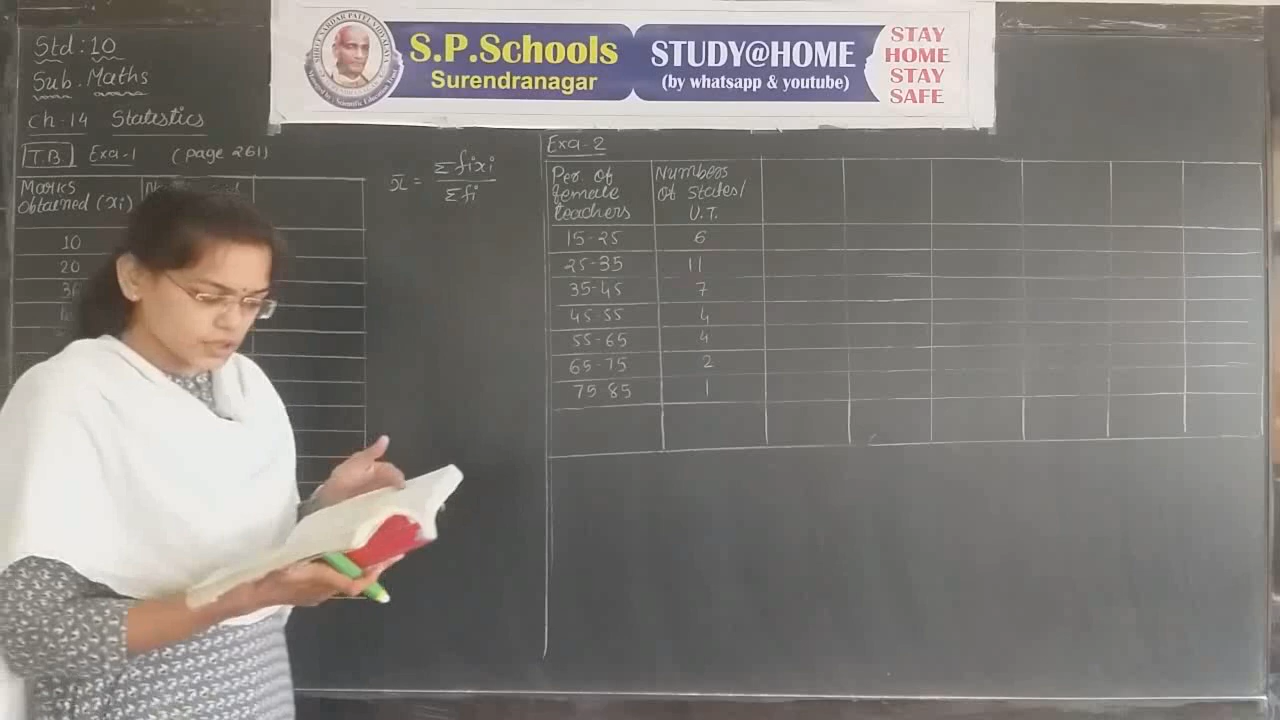 Std: 10
Sub. Maths
Ch-14 Statistics
T.B. Exa-1 (page 261)
Marks
Obtained (xi)
10
20
x̄ = Σfixi / Σfi
S.P.Schools
Surendranagar
STUDY@HOME
(by whatsapp & youtube)
STAY
HOME
STAY
SAFE
Exa-2
Per. of female teachers | Numbers Of States/ U.T.
15-25 6
25-35 11
35-45 7
45-55 4
55-65 4
65-75 2
75-85 1